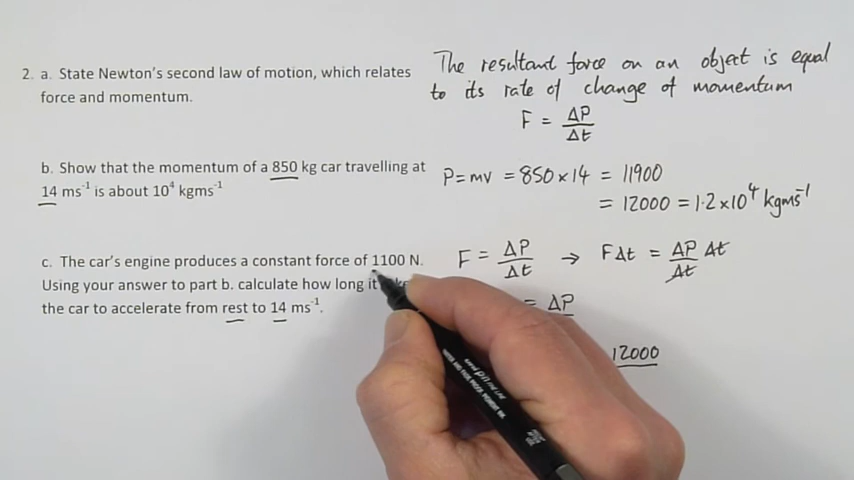 2. a. State Newton's second law of motion, which relates
force and momentum.
The resultant force on an object is equal
to its rate of change of momentum
F = ΔP/Δt
b. Show that the momentum of a 850 kg car travelling at
14 ms⁻¹ is about 10⁴ kgms⁻¹
P=mv = 850×14 = 11900
= 12000 = 1.2×10⁴ kgms⁻¹
c. The car's engine produces a constant force of 1100 N.
Using your answer to part b. calculate how long it
the car to accelerate from rest to 14 ms⁻¹.
F = ΔP/Δt → FΔt = ΔP/Δt Δt
= ΔP
12000